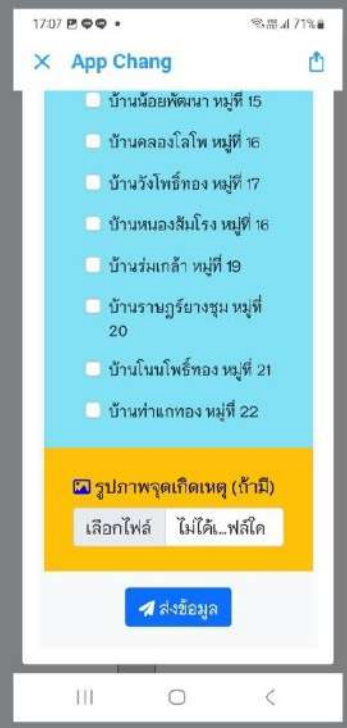 17:07
71%
App Chang
บ้านน้อยพัฒนา หมู่ที่ 15
บ้านคลองโลโพ หมู่ที่ 16
บ้านวังโพธิ์ทอง หมู่ที่ 17
บ้านหนองส้มโรง หมู่ที่ 16
บ้านร่มเกล้า หมู่ที่ 19
บ้านราษฎร์ยางชุม หมู่ที่
20
บ้านโนนโพธิ์ทอง หมู่ที่ 21
บ้านท่าแกทอง หมู่ที่ 22
รูปภาพจุดเกิดเหตุ (ถ้ามี)
เลือกไฟล์ ไม่ได้เ...ฟล์ใด
ส่งข้อมูล